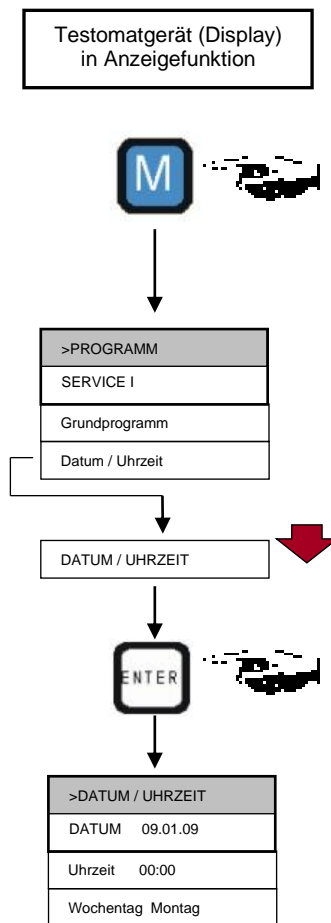 Testomatgerät (Display)
in Anzeigefunktion
M
>PROGRAMM
SERVICE I
Grundprogramm
Datum / Uhrzeit
DATUM / UHRZEIT
ENTER
>DATUM / UHRZEIT
DATUM 09.01.09
Uhrzeit 00:00
Wochentag Montag